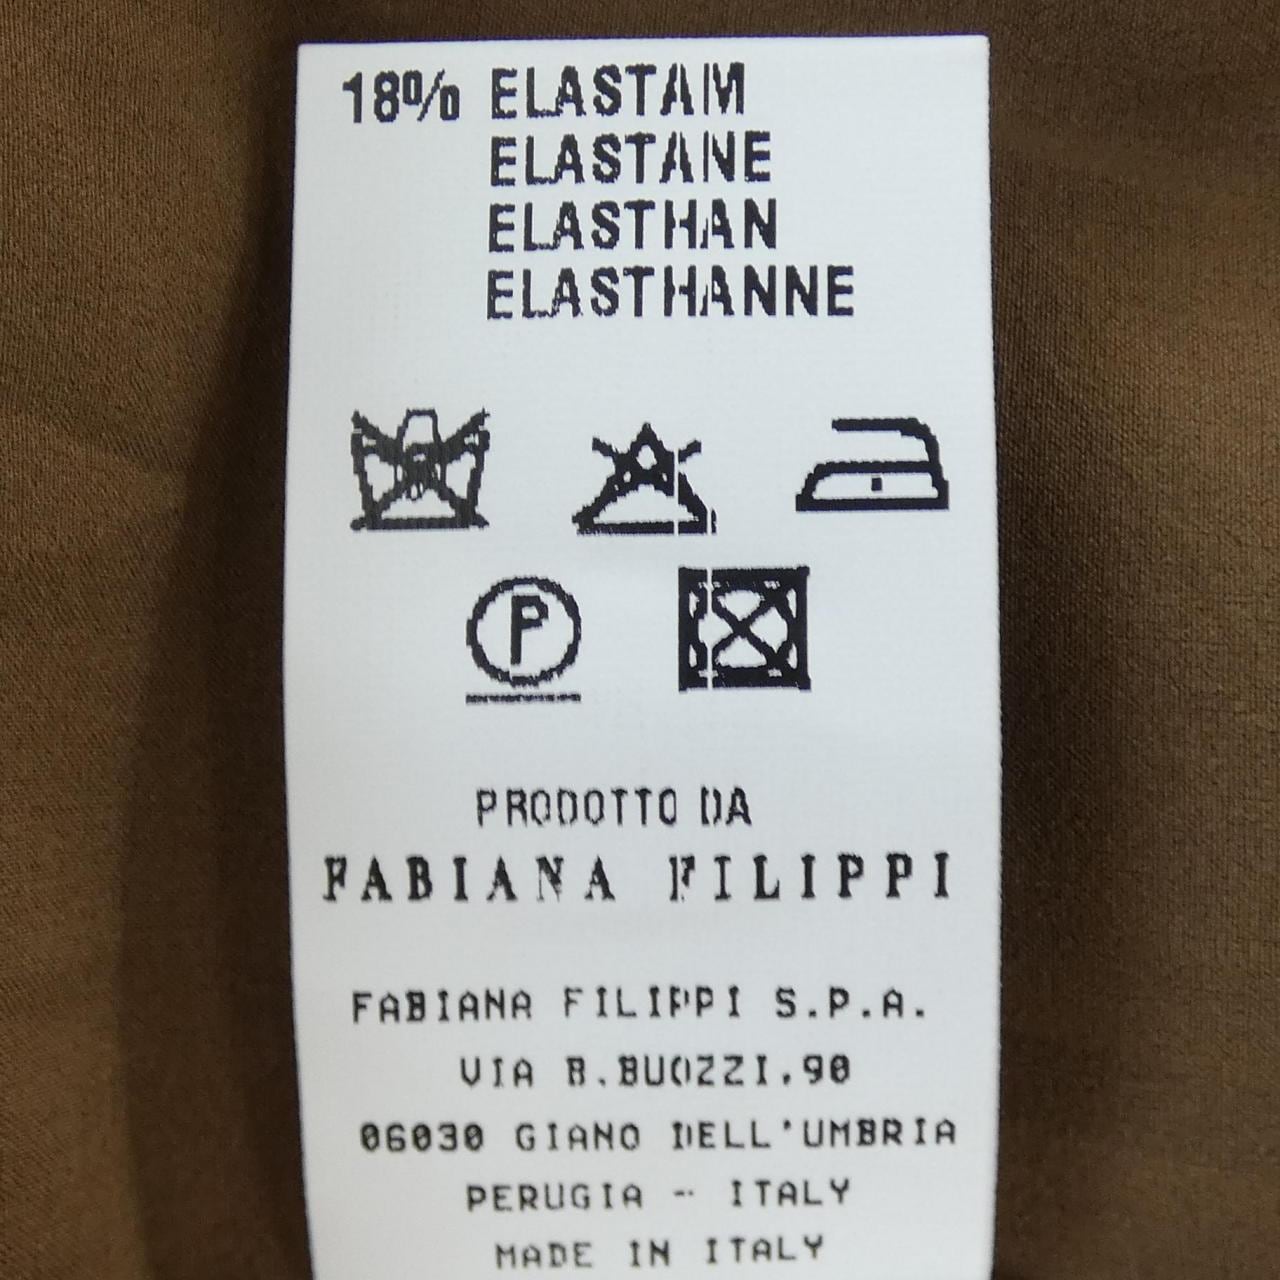 18% ELASTAM
ELASTANE
ELASTHAN
ELASTHANNE
P
PRODOTTO DA
FABIANA FILIPPI
FABIANA FILIPPI S.P.A.
VIA B.BUOZZI,90
06030 GIANO DELL'UMBRIA
PERUGIA - ITALY
MADE IN ITALY